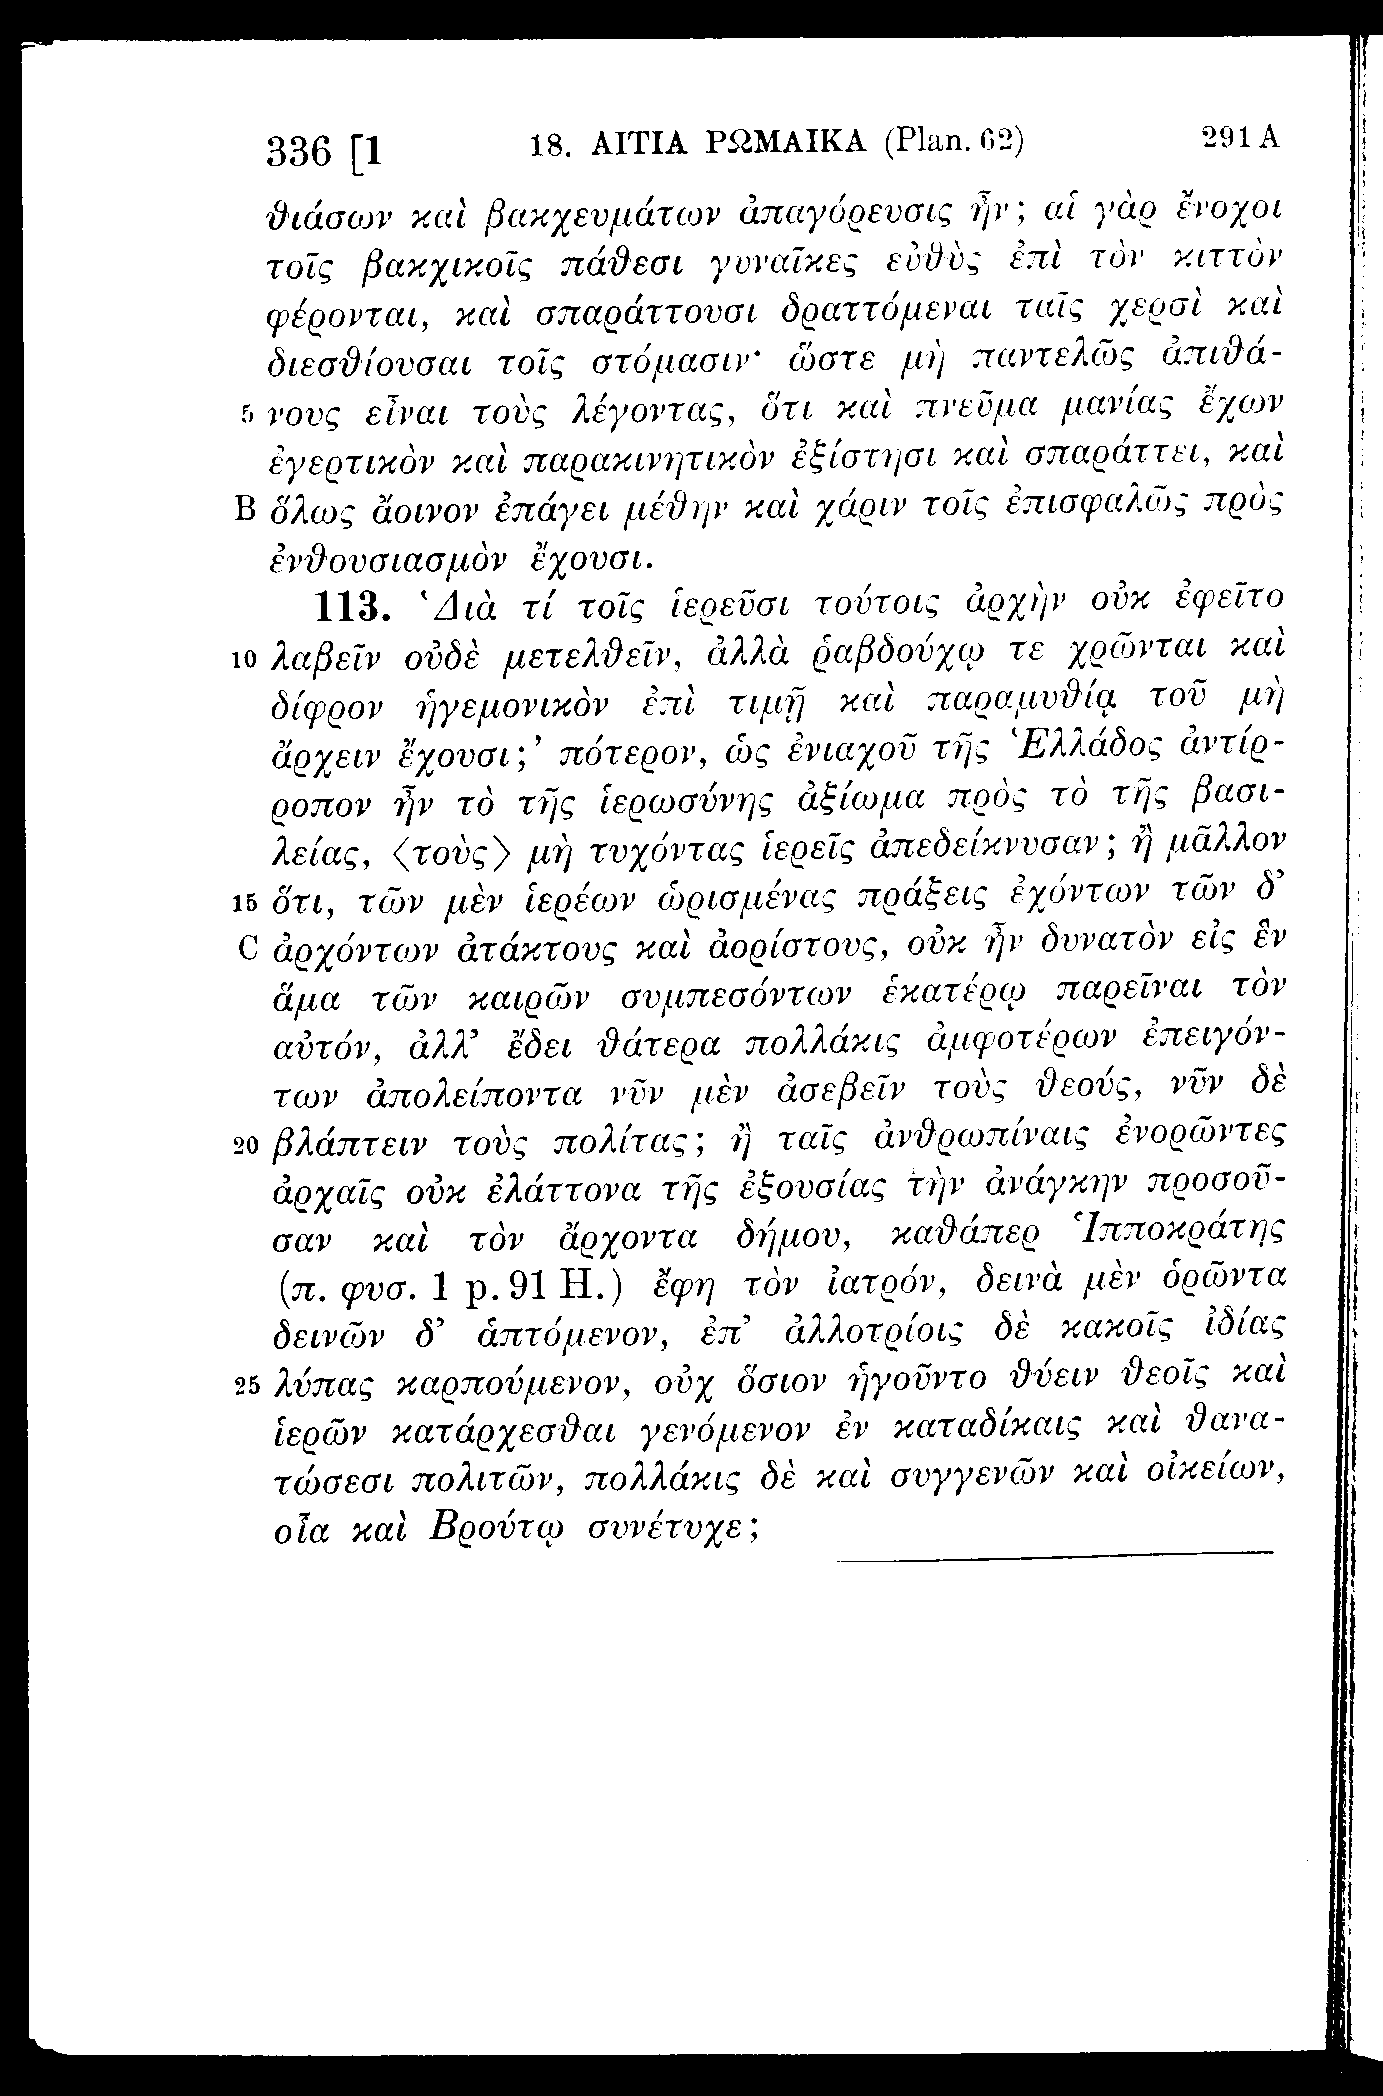 336 [1 18. ΑΙΤΙΑ ΡΩΜΑΙΚΑ (Plan. 62) 291 A
θιάσων καὶ βακχευμάτων ἀπαγόρευσις ἦν; αἱ γὰρ ἔνοχοι
τοῖς βακχικοῖς πάθεσι γυναῖκες εὐθὺς ἐπὶ τὸν κιττὸν
φέρονται, καὶ σπαράττουσι δραττόμεναι ταῖς χερσὶ καὶ
διεσθίουσαι τοῖς στόμασιν· ὥστε μὴ παντελῶς ἀπιθά-
5 νους εἶναι τοὺς λέγοντας, ὅτι καὶ πνεῦμα μανίας ἔχων
ἐγερτικὸν καὶ παρακινητικὸν ἐξίστησι καὶ σπαράττει, καὶ
B ὅλως ἄοινον ἐπάγει μέθην καὶ χάριν τοῖς ἐπισφαλῶς πρὸς
ἐνθουσιασμὸν ἔχουσι.
113. ‘Διὰ τί τοῖς ἱερεῦσι τούτοις ἀρχὴν οὐκ ἐφεῖτο
10 λαβεῖν οὐδὲ μετελθεῖν, ἀλλὰ ῥαβδούχῳ τε χρῶνται καὶ
δίφρον ἡγεμονικὸν ἐπὶ τιμῇ καὶ παραμυθίᾳ τοῦ μὴ
ἄρχειν ἔχουσι;’ πότερον, ὡς ἐνιαχοῦ τῆς Ἑλλάδος ἀντίρ-
ροπον ἦν τὸ τῆς ἱερωσύνης ἀξίωμα πρὸς τὸ τῆς βασι-
λείας, ⟨τοὺς⟩ μὴ τυχόντας ἱερεῖς ἀπεδείκνυσαν; ἢ μᾶλλον
15 ὅτι, τῶν μὲν ἱερέων ὡρισμένας πράξεις ἐχόντων τῶν δ’
C ἀρχόντων ἀτάκτους καὶ ἀορίστους, οὐκ ἦν δυνατὸν εἰς ἓν
ἅμα τῶν καιρῶν συμπεσόντων ἑκατέρῳ παρεῖναι τὸν
αὐτόν, ἀλλ’ ἔδει θάτερα πολλάκις ἀμφοτέρων ἐπειγόν-
των ἀπολείποντα νῦν μὲν ἀσεβεῖν τοὺς θεούς, νῦν δὲ
20 βλάπτειν τοὺς πολίτας; ἢ ταῖς ἀνθρωπίναις ἐνορῶντες
ἀρχαῖς οὐκ ἐλάττονα τῆς ἐξουσίας τὴν ἀνάγκην προσοῦ-
σαν καὶ τὸν ἄρχοντα δήμου, καθάπερ Ἱπποκράτης
(π. φυσ. 1 p. 91 H.) ἔφη τὸν ἰατρόν, δεινὰ μὲν ὁρῶντα
δεινῶν δ’ ἁπτόμενον, ἐπ’ ἀλλοτρίοις δὲ κακοῖς ἰδίας
25 λύπας καρπούμενον, οὐχ ὅσιον ἡγοῦντο θύειν θεοῖς καὶ
ἱερῶν κατάρχεσθαι γενόμενον ἐν καταδίκαις καὶ θανα-
τώσεσι πολιτῶν, πολλάκις δὲ καὶ συγγενῶν καὶ οἰκείων,
οἷα καὶ Βρούτῳ συνέτυχε;